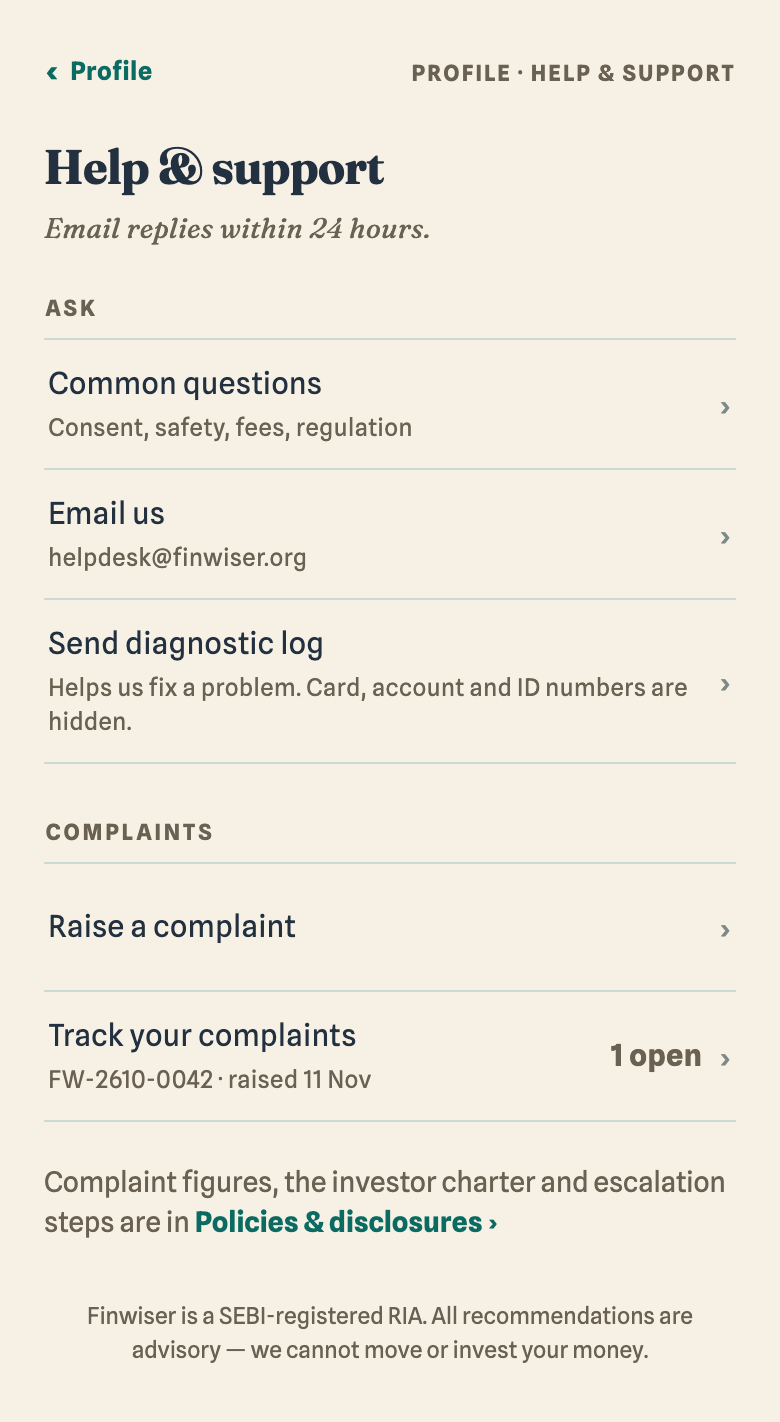 ‹ Profile
PROFILE · HELP & SUPPORT
Help & support
Email replies within 24 hours.
ASK
Common questions
Consent, safety, fees, regulation
›
Email us
helpdesk@finwiser.org
›
Send diagnostic log
Helps us fix a problem. Card, account and ID numbers are
hidden.
›
COMPLAINTS
Raise a complaint ›
Track your complaints
FW-2610-0042 · raised 11 Nov
1 open ›
Complaint figures, the investor charter and escalation
steps are in Policies & disclosures ›
Finwiser is a SEBI-registered RIA. All recommendations are
advisory — we cannot move or invest your money.